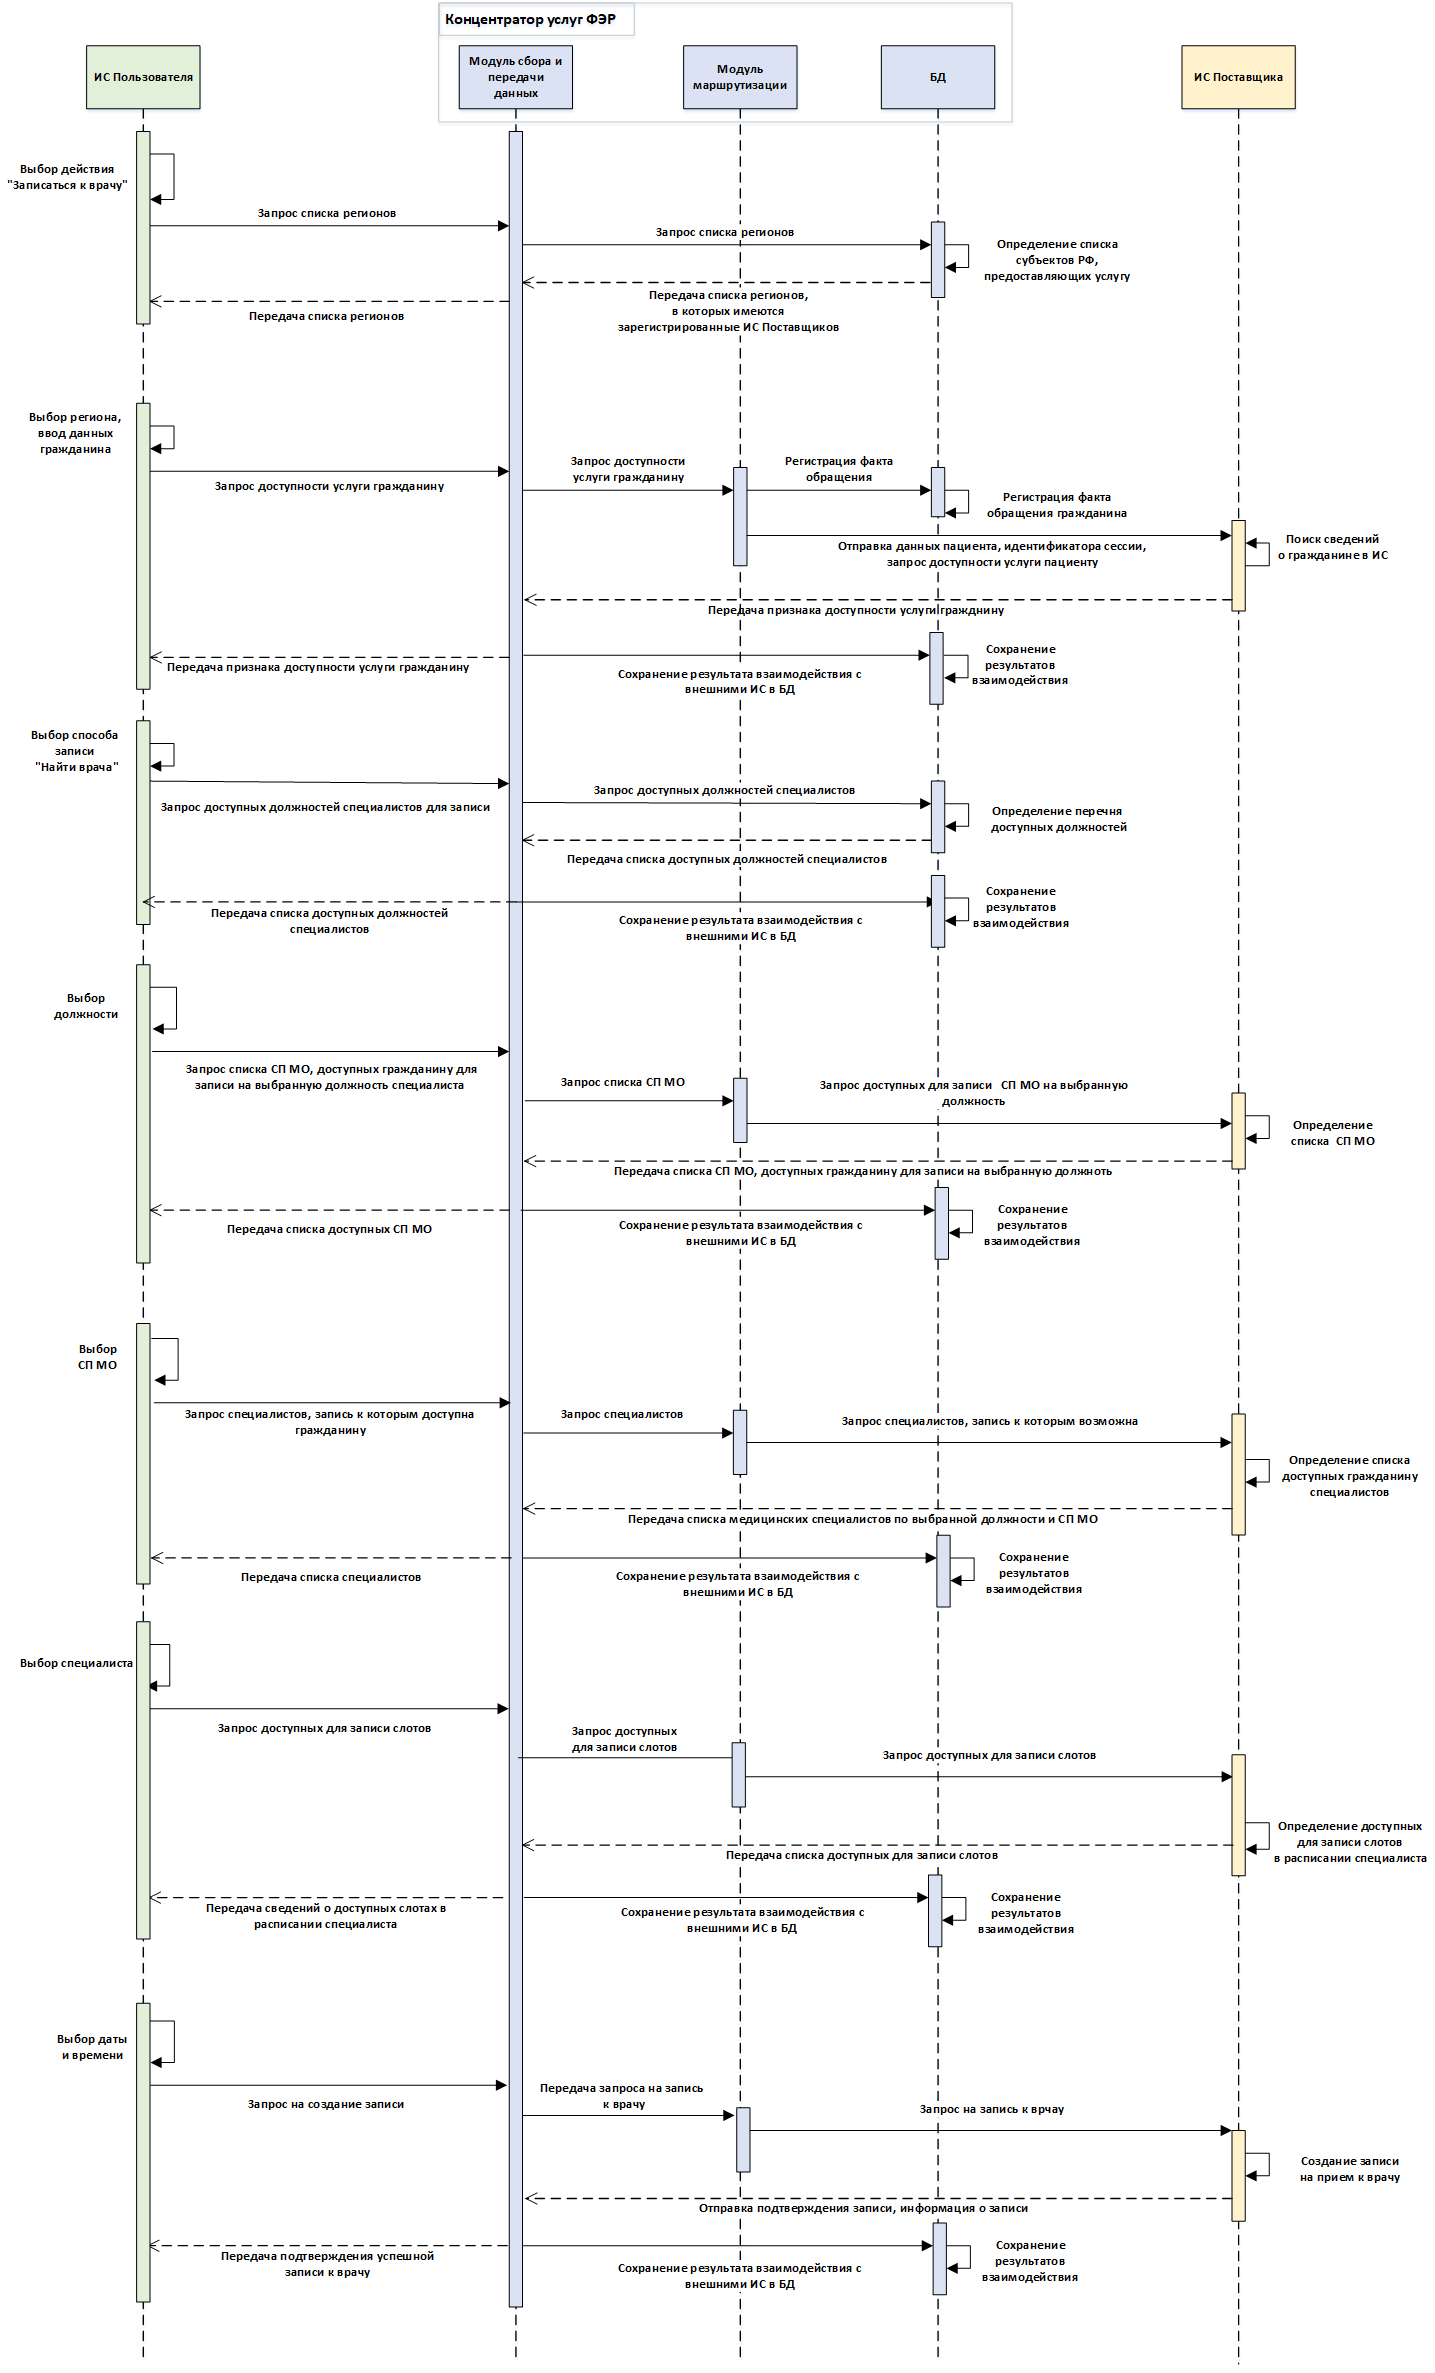 Концентратор услуг ФЭР
ИС Пользователя
Модуль сбора и
передачи
данных
Модуль
маршрутизации
БД
ИС Поставщика
Выбор действия
"Записаться к врачу"
Запрос списка регионов
Запрос списка регионов
Определение списка
субъектов РФ,
предоставляющих услугу
Передача списка регионов,
в которых имеются
зарегистрированные ИС Поставщиков
Передача списка регионов
Выбор региона,
ввод данных
гражданина
Запрос доступности услуги гражданину
Запрос доступности
услуги гражданину
Регистрация факта
обращения
Регистрация факта
обращения гражданина
Отправка данных пациента, идентификатора сессии,
запрос доступности услуги пациенту
Поиск сведений
о гражданине в ИС
Передача признака доступности услуги гражднину
Передача признака доступности услуги гражданину
Сохранение результата взаимодействия с
внешними ИС в БД
Сохранение
результатов
взаимодействия
Выбор способа
записи
"Найти врача"
Запрос доступных должностей специалистов для записи
Запрос доступных должностей специалистов
Определение перечня
доступных должностей
Передача списка доступных должностей специалистов
Передача списка доступных должностей
специалистов
Сохранение результата взаимодействия с
внешними ИС в БД
Сохранение
результатов
взаимодействия
Выбор
должности
Запрос списка СП МО, доступных гражданину для
записи на выбранную должность специалиста
Запрос списка СП МО
Запрос доступных для записи СП МО на выбранную
должность
Определение
списка СП МО
Передача списка СП МО, доступных гражданину для записи на выбранную должноть
Передача списка доступных СП МО
Сохранение результата взаимодействия с
внешними ИС в БД
Сохранение
результатов
взаимодействия
Выбор
СП МО
Запрос специалистов, запись к которым доступна
гражданину
Запрос специалистов
Запрос специалистов, запись к которым возможна
Определение списка
доступных гражданину
специалистов
Передача списка медицинских специалистов по выбранной должности и СП МО
Передача списка специалистов
Сохранение результата взаимодействия с
внешними ИС в БД
Сохранение
результатов
взаимодействия
Выбор специалиста
Запрос доступных для записи слотов
Запрос доступных
для записи слотов
Запрос доступных для записи слотов
Определение доступных
для записи слотов
в расписании специалиста
Передача списка доступных для записи слотов
Передача сведений о доступных слотах в
расписании специалиста
Сохранение результата взаимодействия с
внешними ИС в БД
Сохранение
результатов
взаимодействия
Выбор даты
и времени
Запрос на создание записи
Передача запроса на запись
к врачу
Запрос на запись к врчау
Создание записи
на прием к врачу
Отправка подтверждения записи, информация о записи
Передача подтверждения успешной
записи к врачу
Сохранение результата взаимодействия с
внешними ИС в БД
Сохранение
результатов
взаимодействия